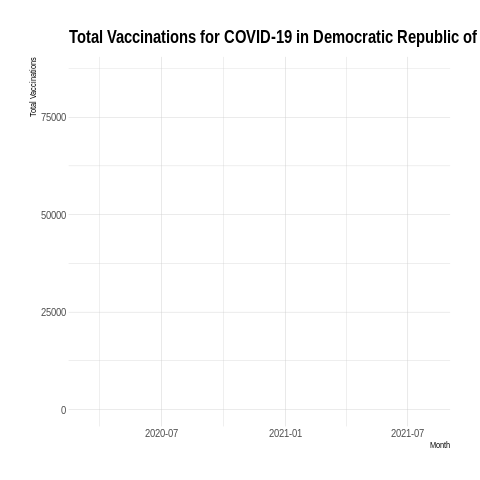 Total Vaccinations for COVID-19 in Democratic Republic of
Total Vaccinations
75000
50000
25000
0
2020-07 2021-01 2021-07
Month